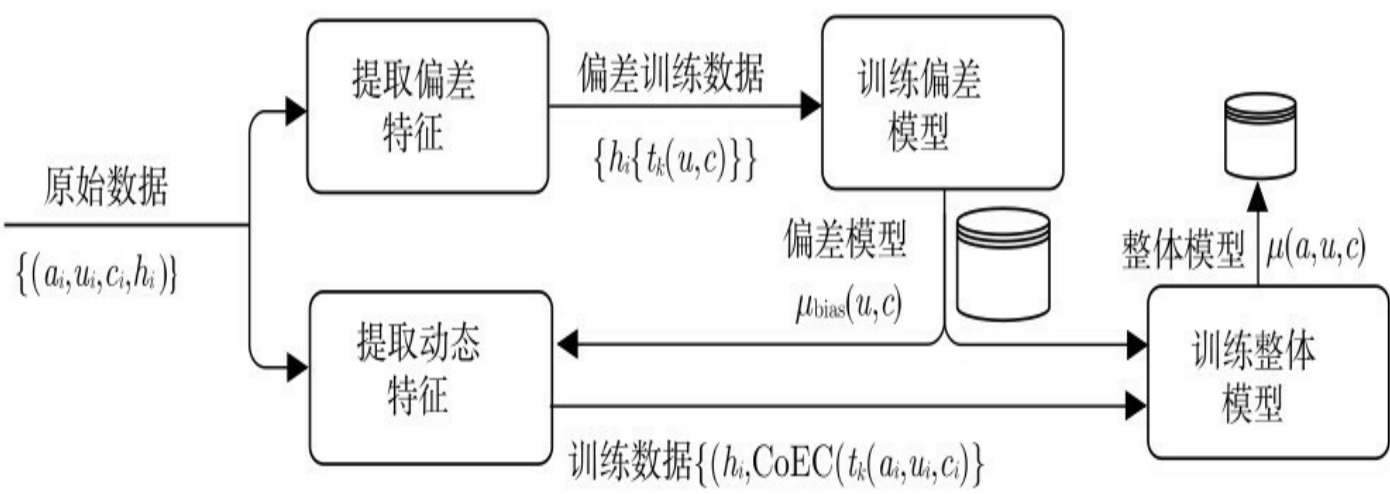 提取偏差
特征
偏差训练数据
{hᵢ{tₖ(u,c)}}
训练偏差
模型
原始数据
{(aᵢ,uᵢ,cᵢ,hᵢ)}
偏差模型
μbias(u,c)
整体模型
μ(a,u,c)
提取动态
特征
训练整体
模型
训练数据{(hᵢ,CoEC(tₖ(aᵢ,uᵢ,cᵢ)}